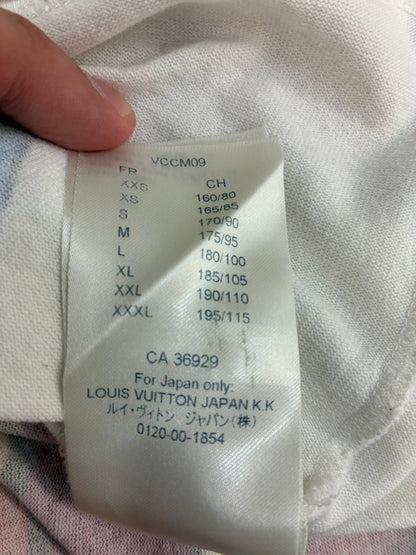 VCCM09
FR CH
XXS 160/80
XS 165/85
S 170/90
M 175/95
L 180/100
XL 185/105
XXL 190/110
XXXL 195/115
CA 36929
For Japan only:
LOUIS VUITTON JAPAN K.K.
ルイ・ヴィトン ジャパン(株)
0120-00-1854